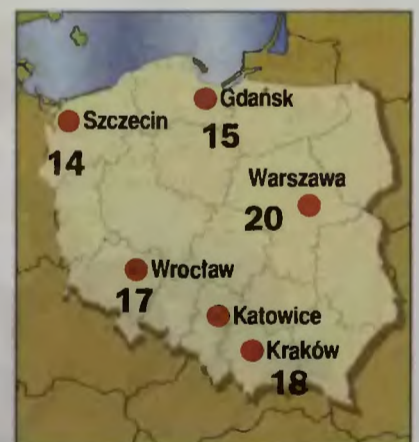 Gdańsk
Szczecin
15
14
Warszawa
20
Wrocław
17
Katowice
Kraków
18